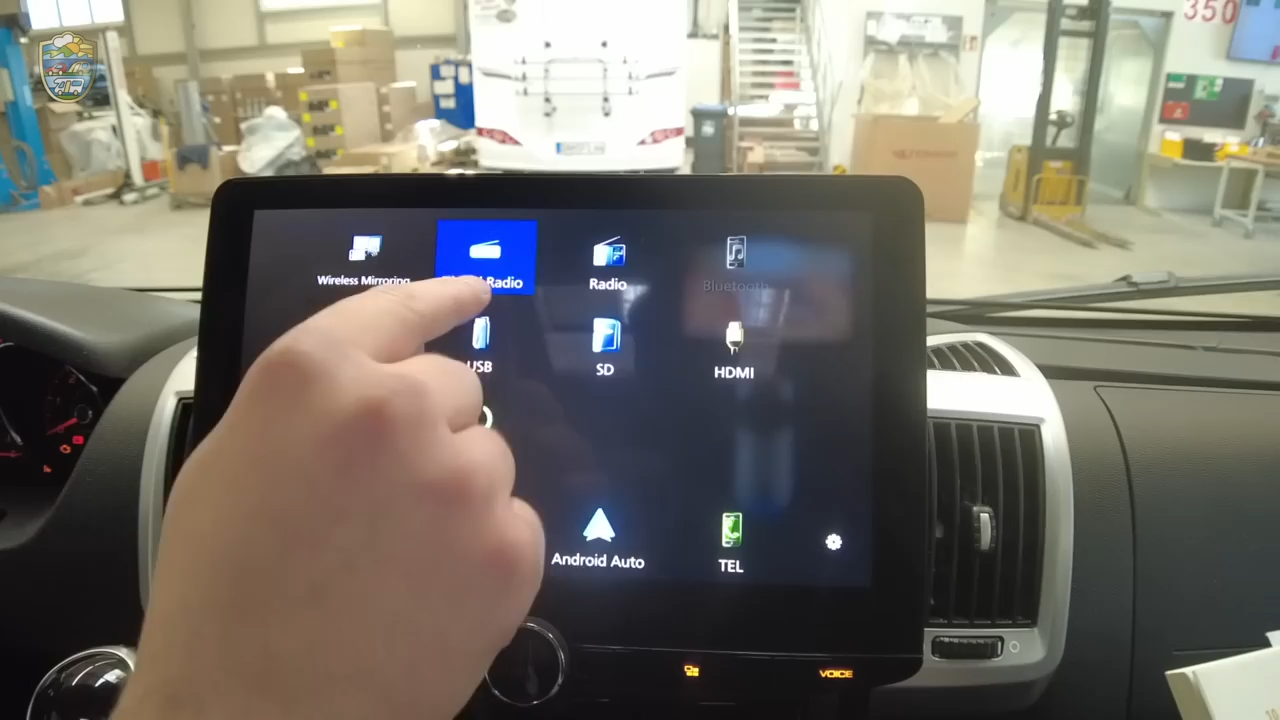 350
Wireless Mirroring
Radio
Radio
Bluetooth
USB
SD
HDMI
Android Auto
TEL
VOICE